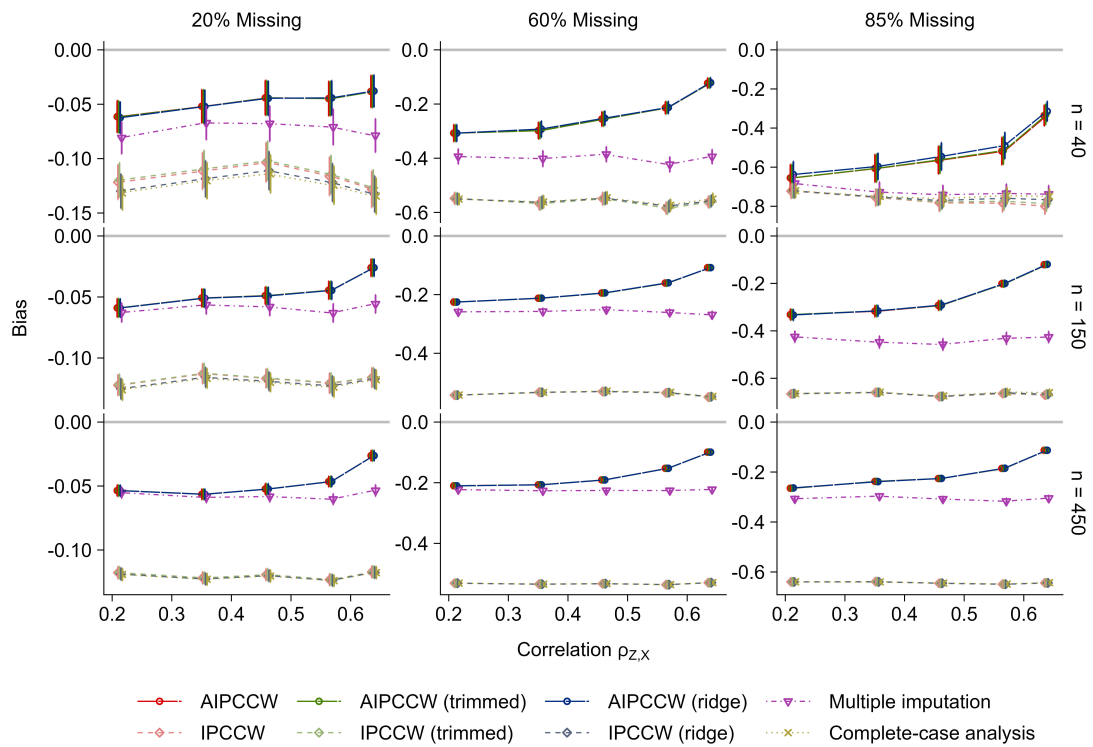 20% Missing 60% Missing 85% Missing
0.00 0.0 0.0
-0.05 -0.2 -0.2
-0.10 -0.4 -0.4
-0.15 -0.6 -0.6
-0.8
n = 40
0.00 0.0 0.0
-0.05 -0.2 -0.2
-0.10 -0.4 -0.4
-0.6
n = 150
0.00 0.0 0.0
-0.05 -0.2 -0.2
-0.10 -0.4 -0.4
-0.6
n = 450
Bias
0.2 0.3 0.4 0.5 0.6 0.2 0.3 0.4 0.5 0.6 0.2 0.3 0.4 0.5 0.6
Correlation ρZ,X
AIPCCW AIPCCW (trimmed) AIPCCW (ridge) Multiple imputation
IPCCW IPCCW (trimmed) IPCCW (ridge) Complete-case analysis